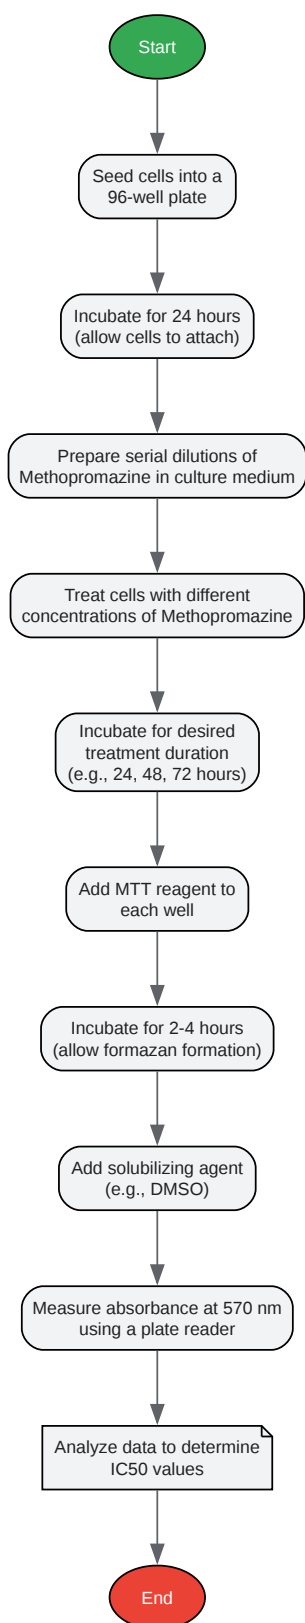 Start
Seed cells into a
96-well plate
Incubate for 24 hours
(allow cells to attach)
Prepare serial dilutions of
Methopromazine in culture medium
Treat cells with different
concentrations of Methopromazine
Incubate for desired
treatment duration
(e.g., 24, 48, 72 hours)
Add MTT reagent to
each well
Incubate for 2-4 hours
(allow formazan formation)
Add solubilizing agent
(e.g., DMSO)
Measure absorbance at 570 nm
using a plate reader
Analyze data to determine
IC50 values
End